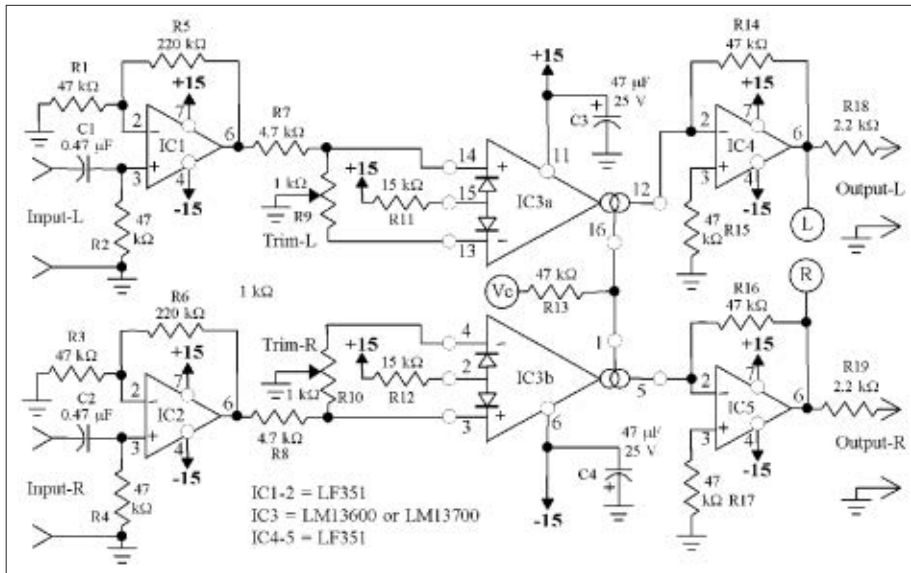 R5
220 kΩ
R1
47 kΩ
+15
7
2
−
IC1
6
C1
0.47 µF
+
3
4
-15
Input-L
47
kΩ
R2
R7
4.7 kΩ
1 kΩ
R9
Trim-L
+15
15 kΩ
R11
14
+
15
−
13
IC3a
+15
11
47 µF/
25 V
+
C3
12
16
R14
47 kΩ
+15
7
2
−
IC4
6
+
3
4
-15
47
kΩ
R15
R18
2.2 kΩ
Output-L
L
Vc
47 kΩ
R13
1 kΩ
R6
220 kΩ
R3
47 kΩ
+15
7
2
−
IC2
6
C2
0.47 µF
+
3
4
-15
Input-R
47
kΩ
R4
4.7 kΩ
R8
Trim-R
1 kΩ
R10
+15
15 kΩ
R12
4
−
2
+
3
IC3b
1
5
6
-15
47 µF/
25 V
C4
+
R
R16
47 kΩ
+15
7
2
−
IC5
6
+
3
4
-15
47
kΩ
R17
R19
2.2 kΩ
Output-R
IC1-2 = LF351
IC3 = LM13600 or LM13700
IC4-5 = LF351